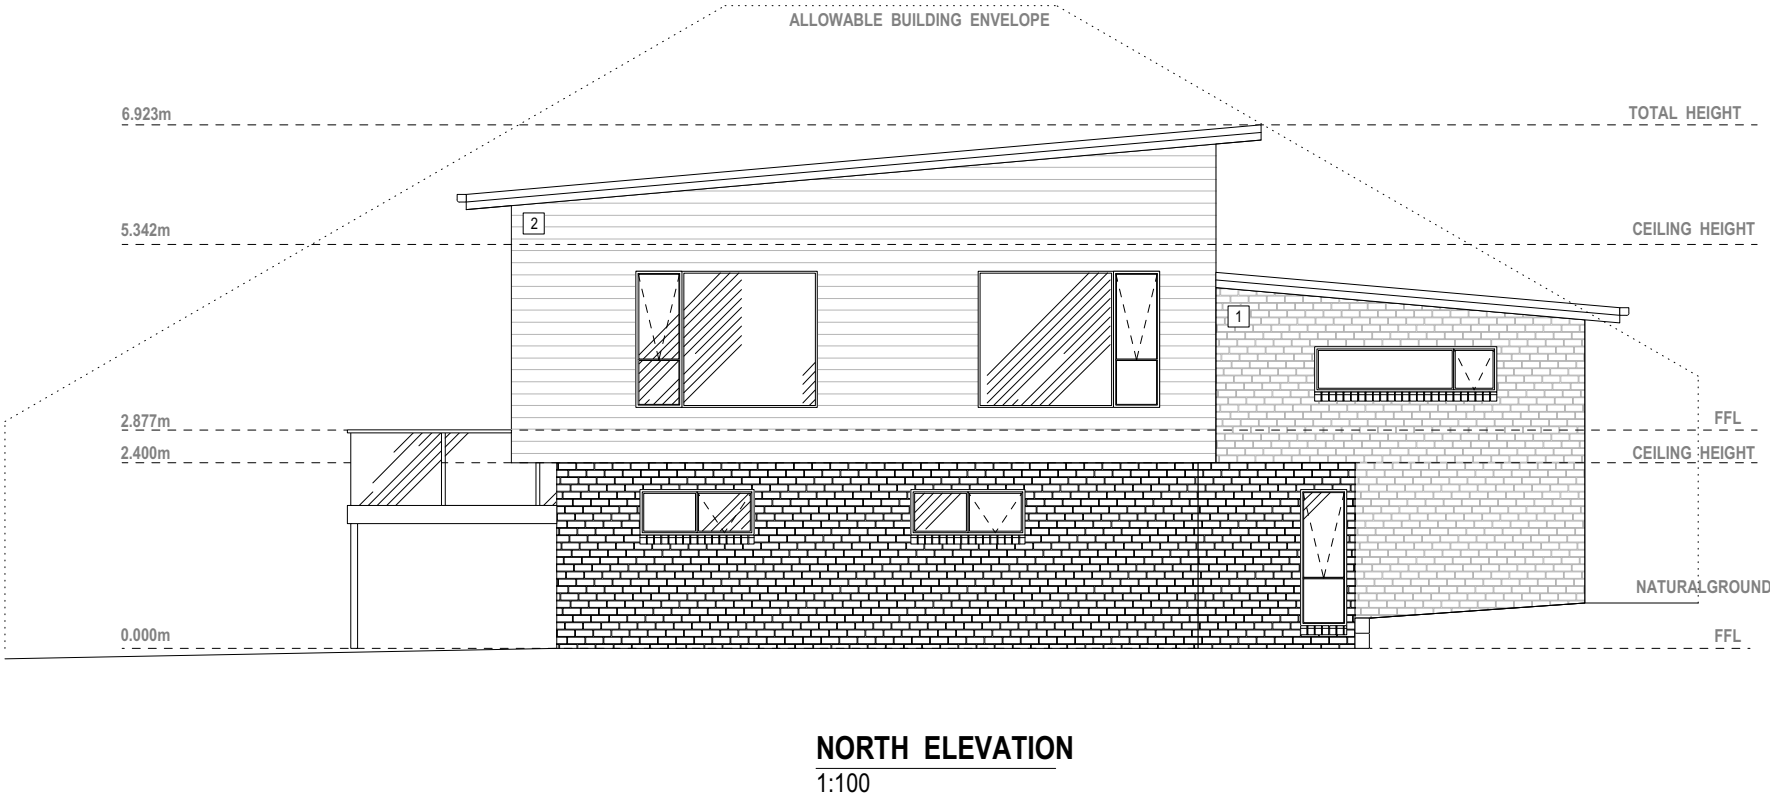 ALLOWABLE BUILDING ENVELOPE
6.923m
TOTAL HEIGHT
2
5.342m
CEILING HEIGHT
1
2.877m
FFL
2.400m
CEILING HEIGHT
NATURALGROUND
0.000m
FFL
NORTH ELEVATION
1:100